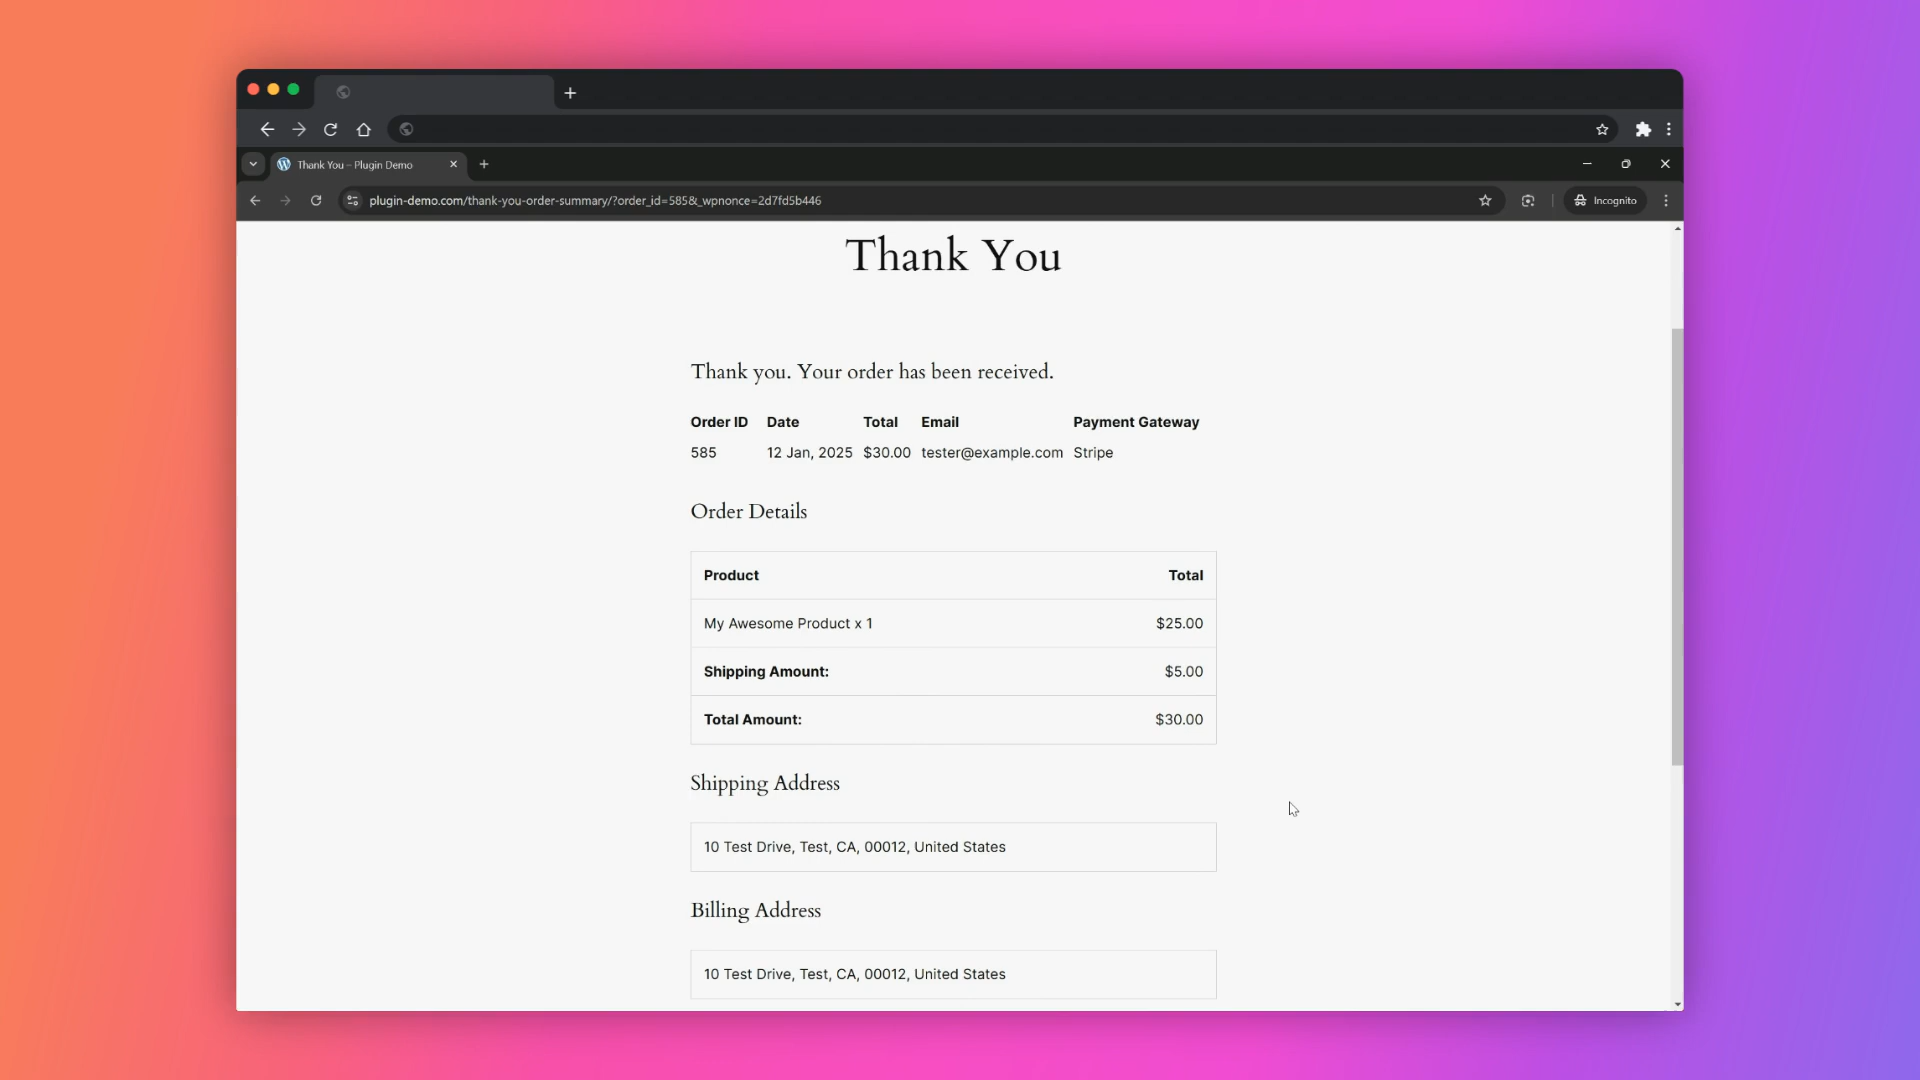 Thank You – Plugin Demo
plugin-demo.com/thank-you-order-summary/?order_id=585&_wpnonce=2d7fd5b446
Incognito
Thank You
Thank you. Your order has been received.
Order ID Date Total Email Payment Gateway
585 12 Jan, 2025 $30.00 tester@example.com Stripe
Order Details
Product Total
My Awesome Product x 1 $25.00
Shipping Amount: $5.00
Total Amount: $30.00
Shipping Address
10 Test Drive, Test, CA, 00012, United States
Billing Address
10 Test Drive, Test, CA, 00012, United States